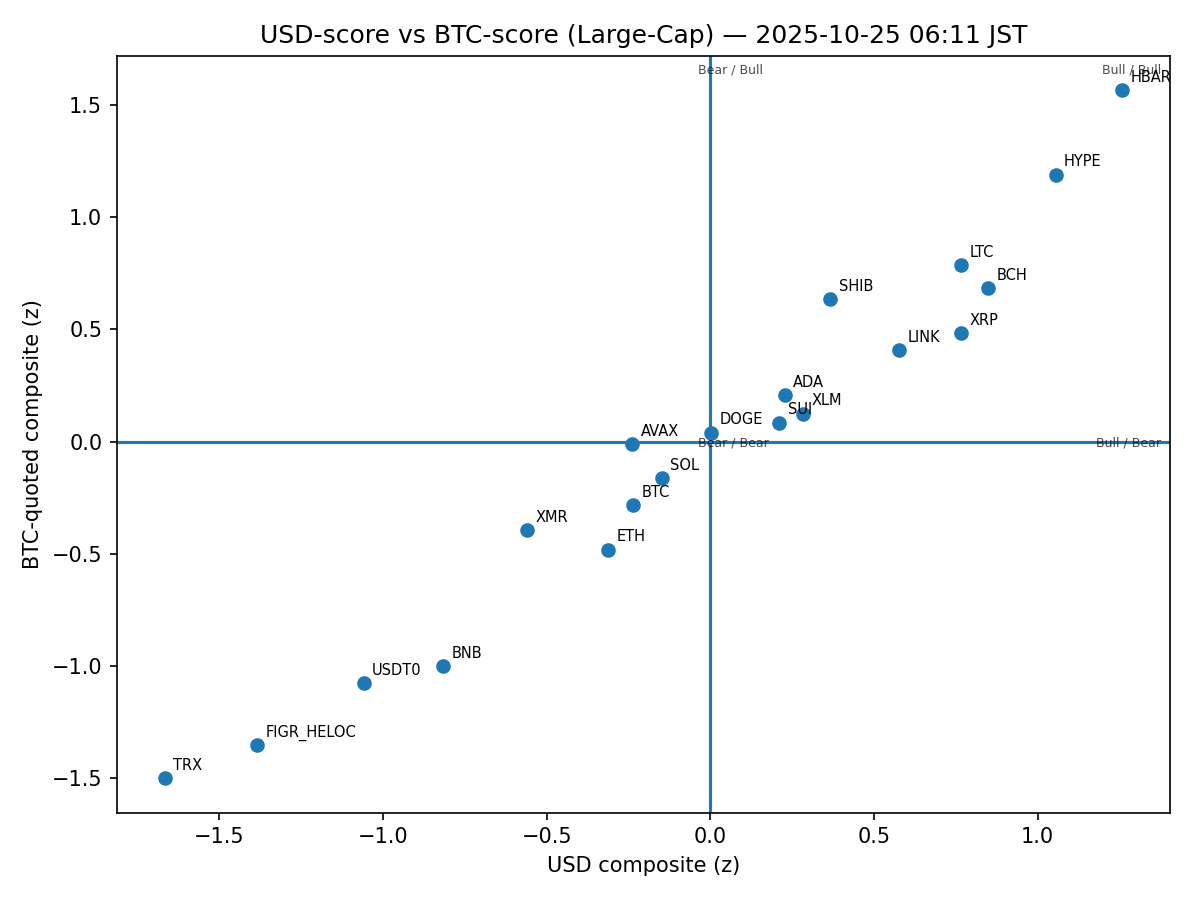 USD-score vs BTC-score (Large-Cap) — 2025-10-25 06:11 JST
Bear / Bull
Bull / Bull
HBAR
HYPE
LTC
BCH
SHIB
XRP
LINK
ADA
XLM
SUI
DOGE
AVAX
Bear / Bear
Bull / Bear
SOL
BTC
XMR
ETH
BNB
USDT0
FIGR_HELOC
TRX
1.5
1.0
0.5
0.0
−0.5
−1.0
−1.5
BTC-quoted composite (z)
−1.5
−1.0
−0.5
0.0
0.5
1.0
USD composite (z)